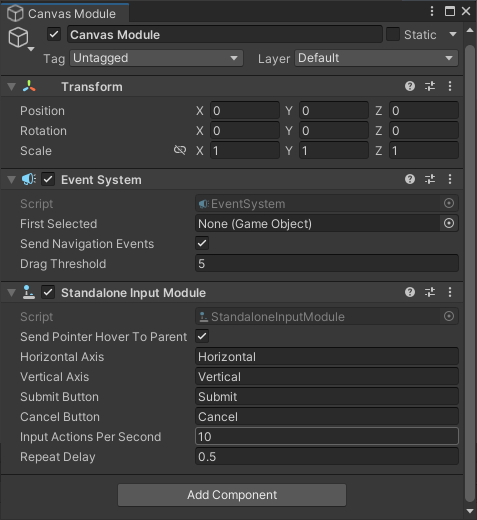 Canvas Module
Canvas Module Static
Tag Untagged Layer Default
Transform
Position X 0 Y 0 Z 0
Rotation X 0 Y 0 Z 0
Scale X 1 Y 1 Z 1
Event System
Script EventSystem
First Selected None (Game Object)
Send Navigation Events
Drag Threshold 5
Standalone Input Module
Script StandaloneInputModule
Send Pointer Hover To Parent
Horizontal Axis Horizontal
Vertical Axis Vertical
Submit Button Submit
Cancel Button Cancel
Input Actions Per Second 10
Repeat Delay 0.5
Add Component